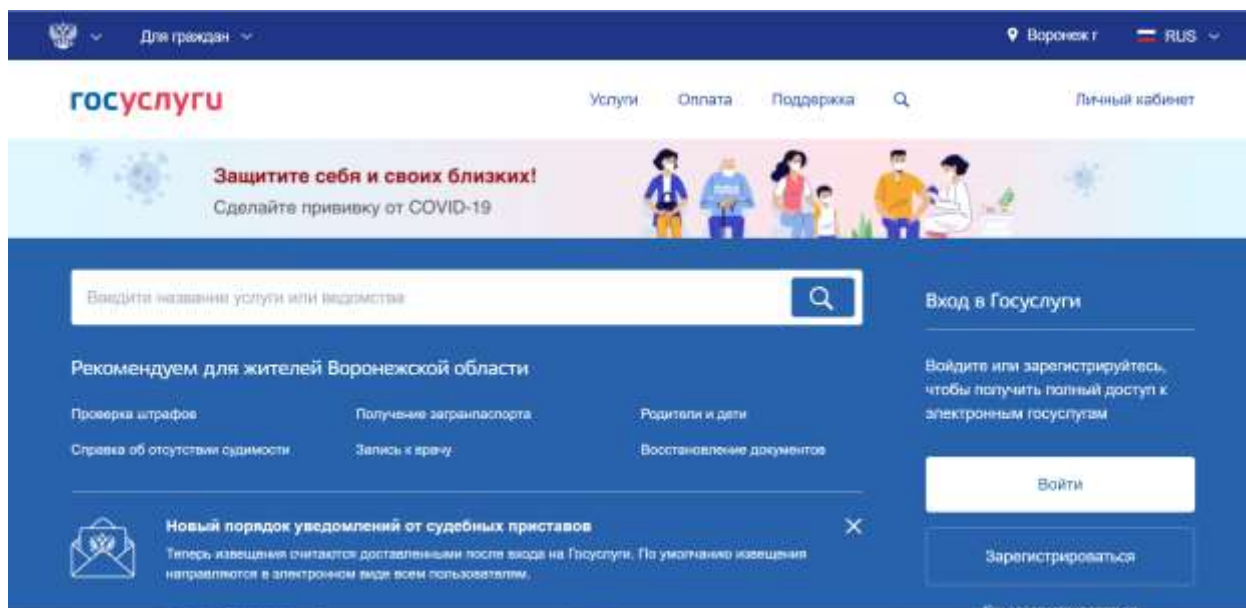 Для граждан
Воронеж г
RUS
госуслуги
Услуги
Оплата
Поддержка
Личный кабинет
Защитите себя и своих близких!
Сделайте прививку от COVID-19
Введите название услуги или ведомства
Вход в Госуслуги
Рекомендуем для жителей Воронежской области
Войдите или зарегистрируйтесь,
чтобы получить полный доступ к
электронным госуслугам
Проверка штрафов
Получение загранпаспорта
Родители и дети
Справка об отсутствии судимости
Запись к врачу
Восстановление документов
Войти
Новый порядок уведомлений от судебных приставов
Теперь извещения считаются доставленными после входа на Госуслуги. По умолчанию извещения
направляются в электронном виде всем пользователям.
Зарегистрироваться